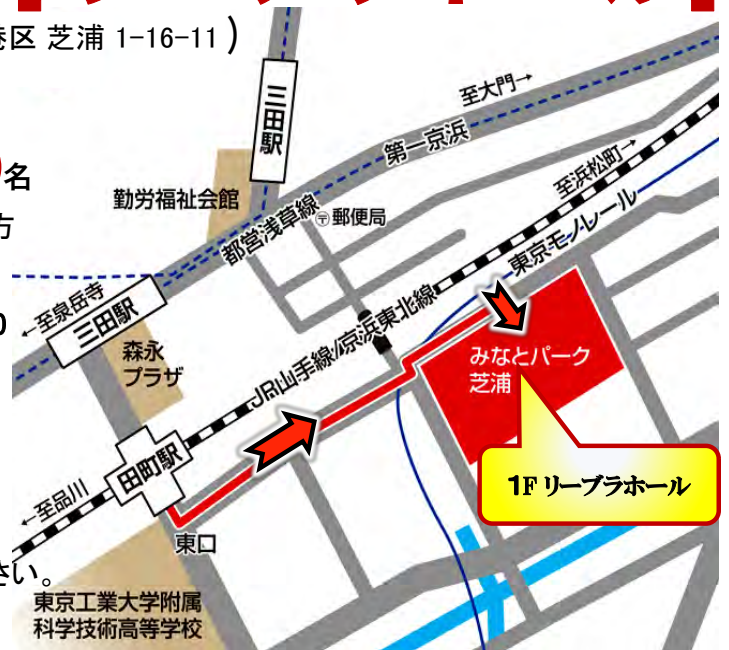 港区 芝浦 1-16-11 )
至大門→
三田駅
第一京浜
至浜松町→
名
勤労福祉会館
〒郵便局
方
都営浅草線
東京モノレール
←至泉岳寺
0
三田駅
JR山手線/京浜東北線
森永
プラザ
みなとパーク
芝浦
田町駅
1F リーブラホール
←至品川
東口
さい。
東京工業大学附属
科学技術高等学校